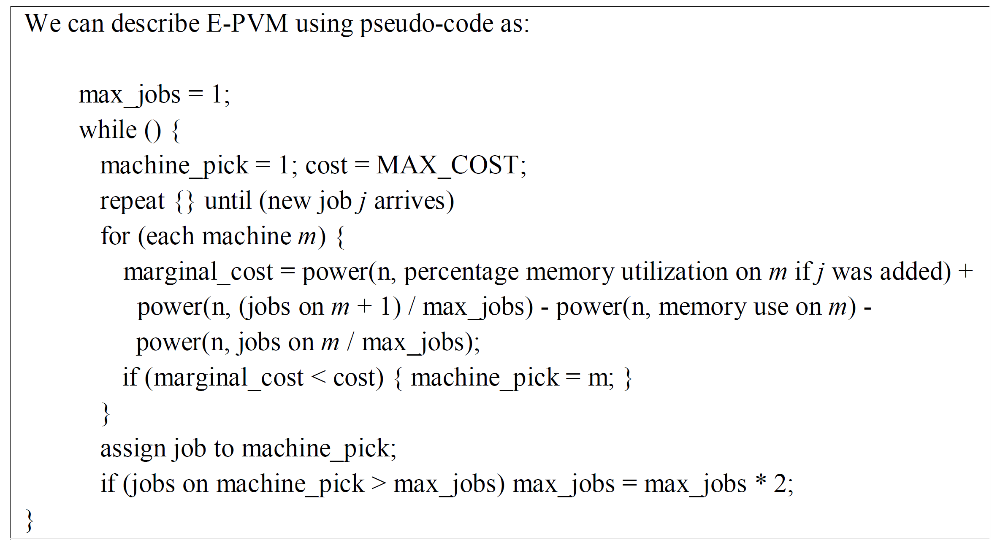 We can describe E-PVM using pseudo-code as:
max_jobs = 1;
while () {
machine_pick = 1; cost = MAX_COST;
repeat {} until (new job j arrives)
for (each machine m) {
marginal_cost = power(n, percentage memory utilization on m if j was added) +
power(n, (jobs on m + 1) / max_jobs) - power(n, memory use on m) -
power(n, jobs on m / max_jobs);
if (marginal_cost < cost) { machine_pick = m; }
}
assign job to machine_pick;
if (jobs on machine_pick > max_jobs) max_jobs = max_jobs * 2;
}